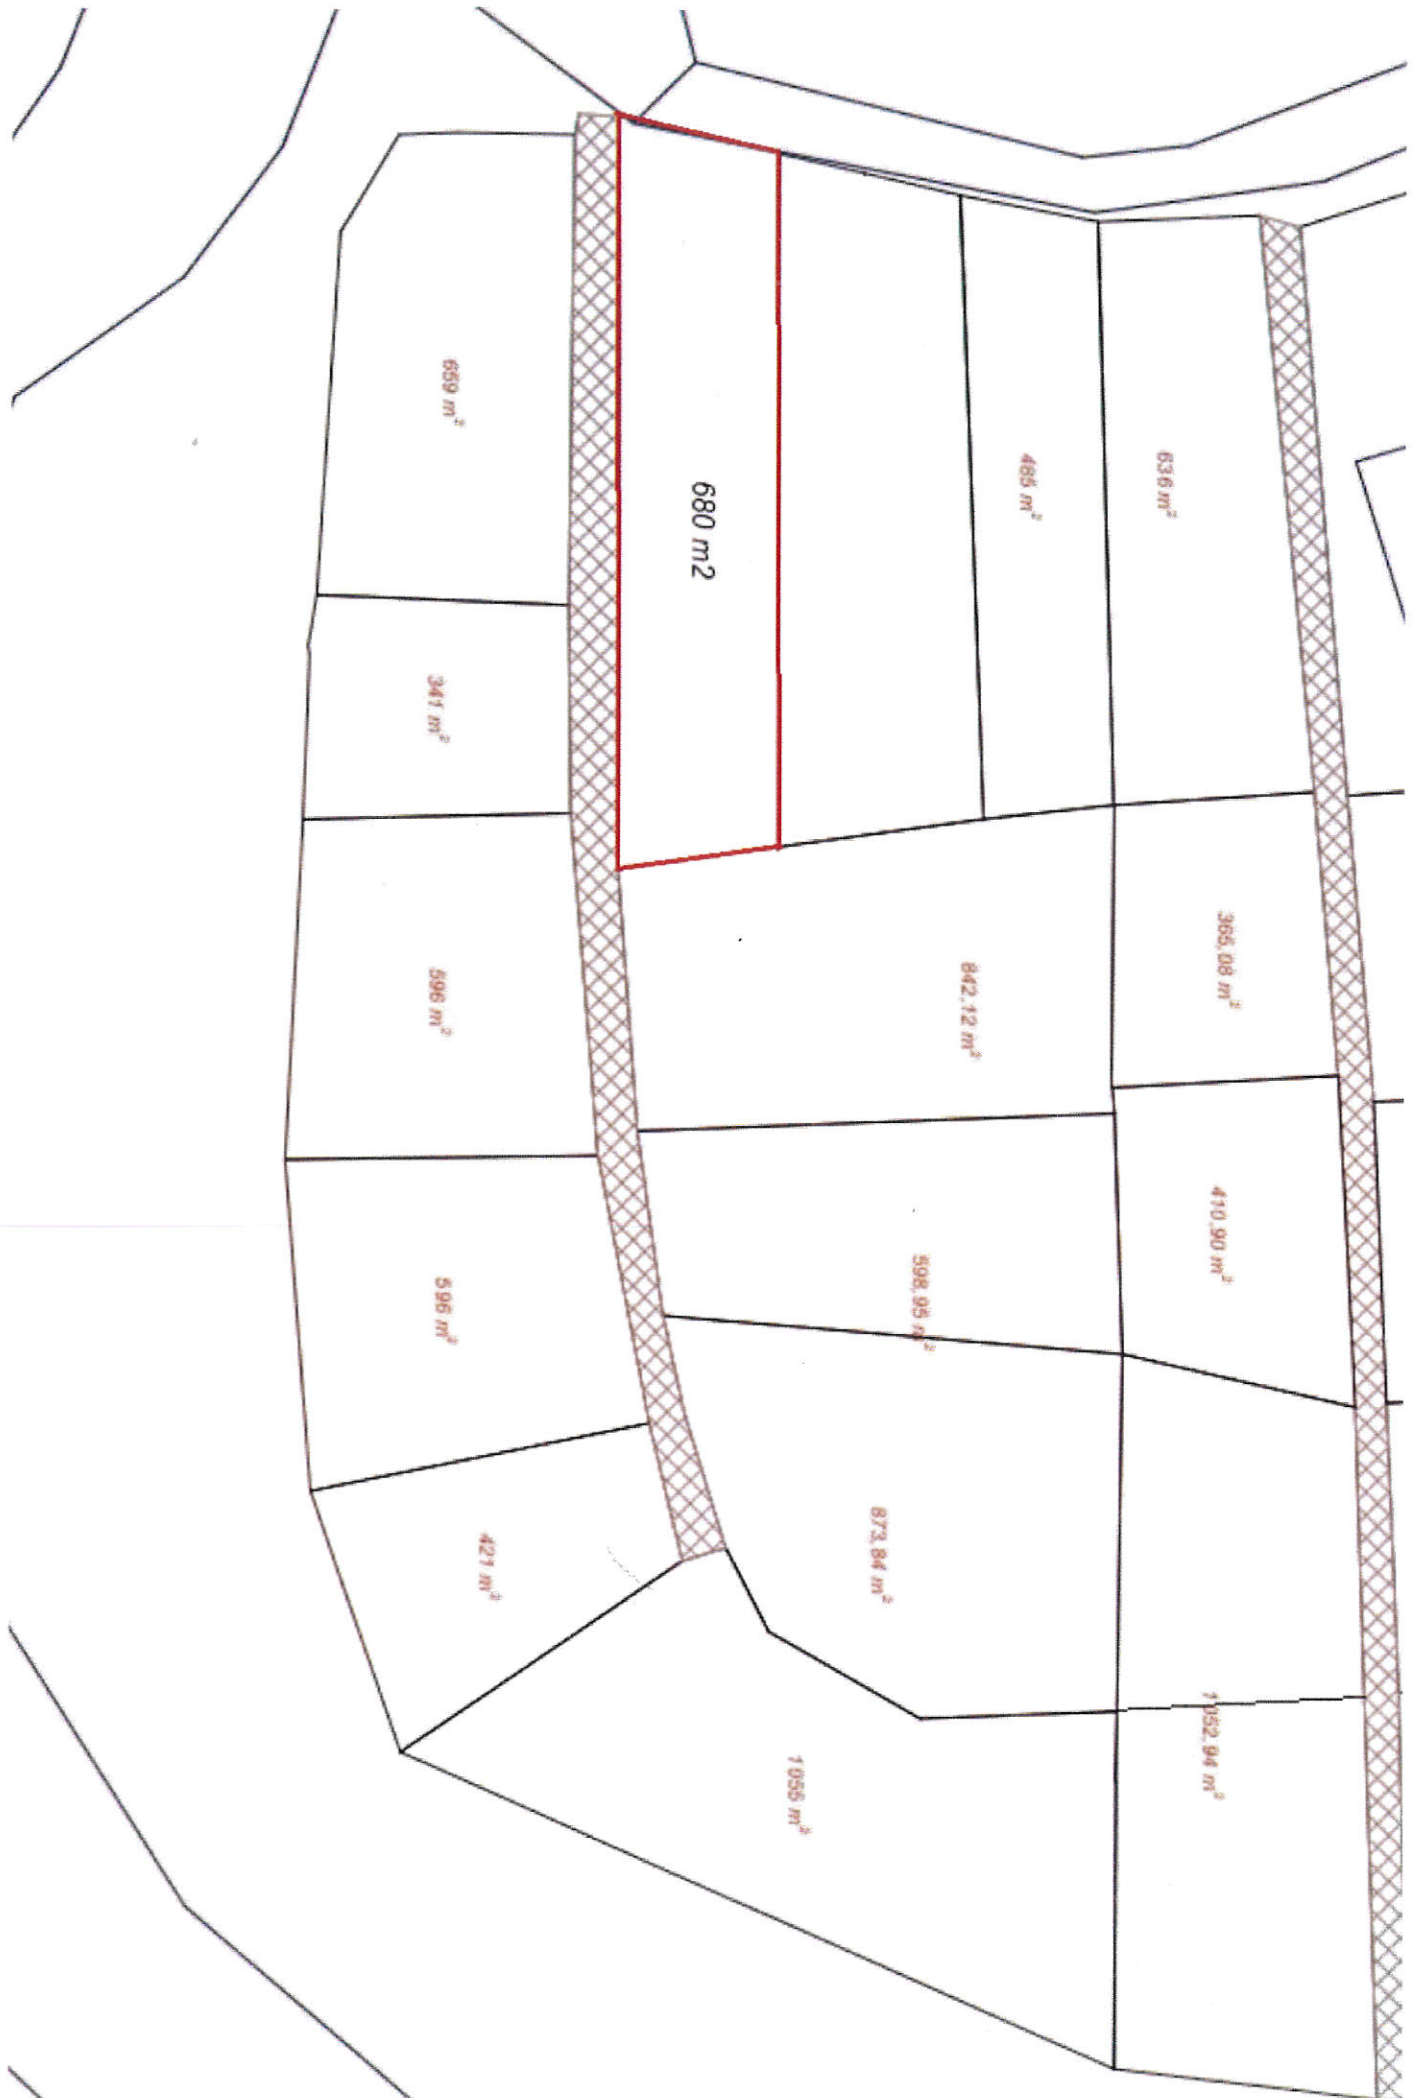 659 m²
341 m²
596 m²
596 m²
421 m²
680 m2
485 m²
636 m²
842,12 m²
365,08 m²
598,95 m²
410,90 m²
873,84 m²
1055 m²
1052,94 m²